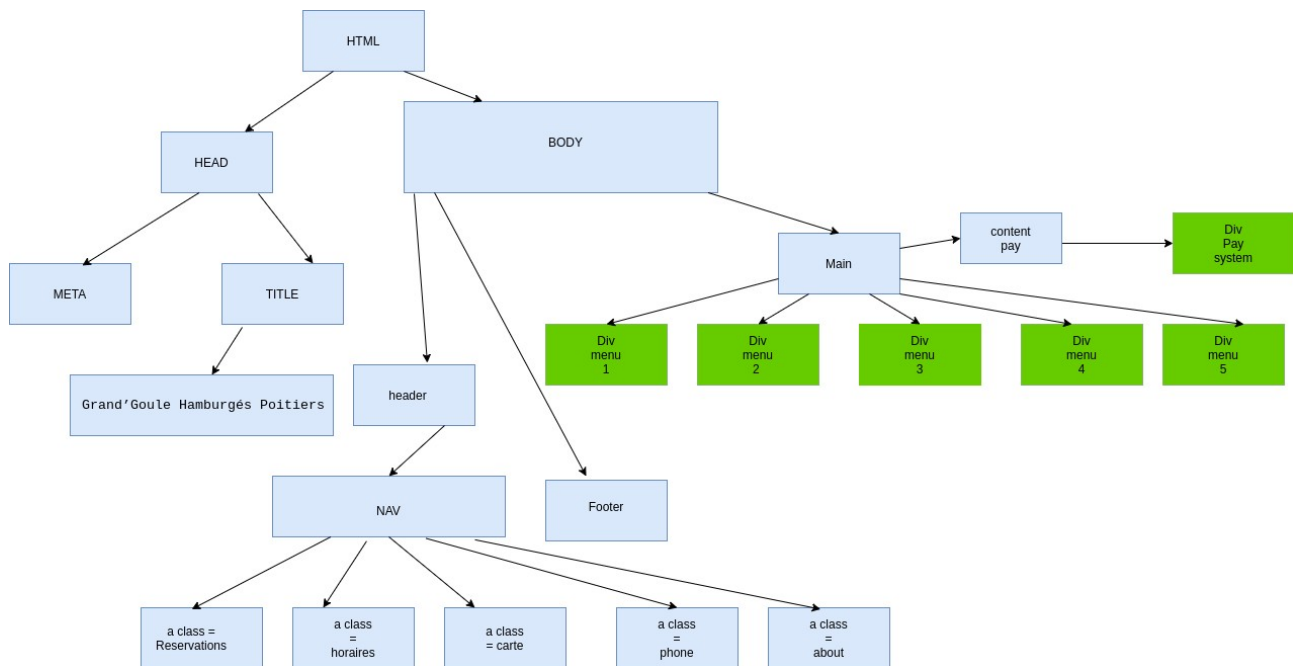 HTML
BODY
HEAD
content
pay
Div
Pay
system
Main
META
TITLE
Div
menu
1
Div
menu
2
Div
menu
3
Div
menu
4
Div
menu
5
Grand’Goule Hamburgés Poitiers
header
NAV
Footer
a class =
Reservations
a class
=
horaires
a class
= carte
a class
=
phone
a class
=
about